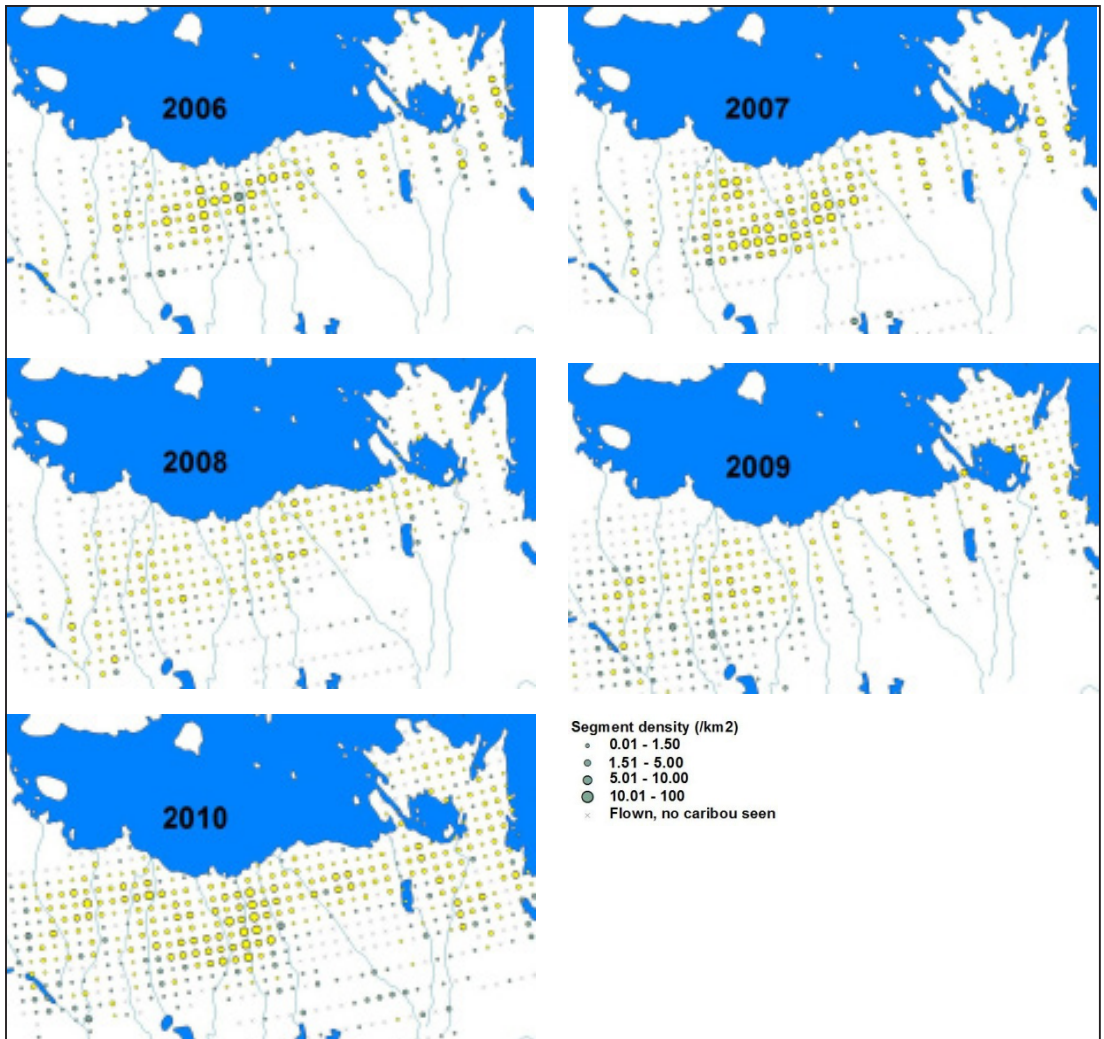 2006
2007
2008
2009
2010
Segment density (/km2)
0.01 - 1.50
1.51 - 5.00
5.01 - 10.00
10.01 - 100
Flown, no caribou seen